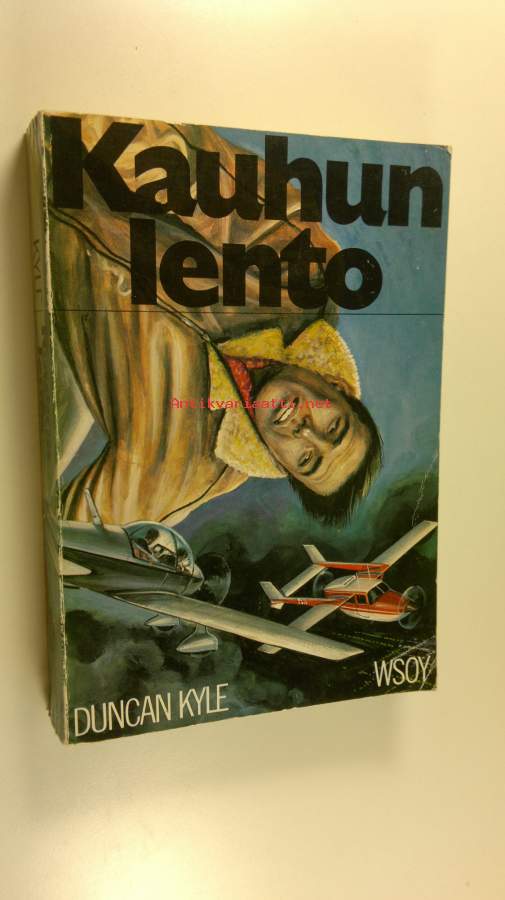 Kauhun
lento
Antikvariaatti.net
DUNCAN KYLE
WSOY